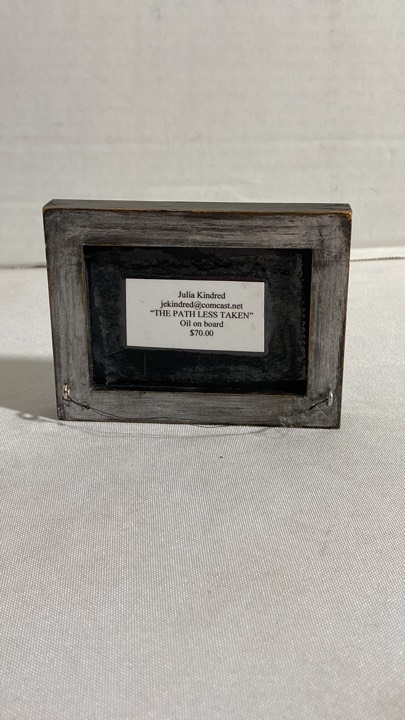 Julia Kindred
jekindred@comcast.net
"THE PATH LESS TAKEN"
Oil on board
$70.00